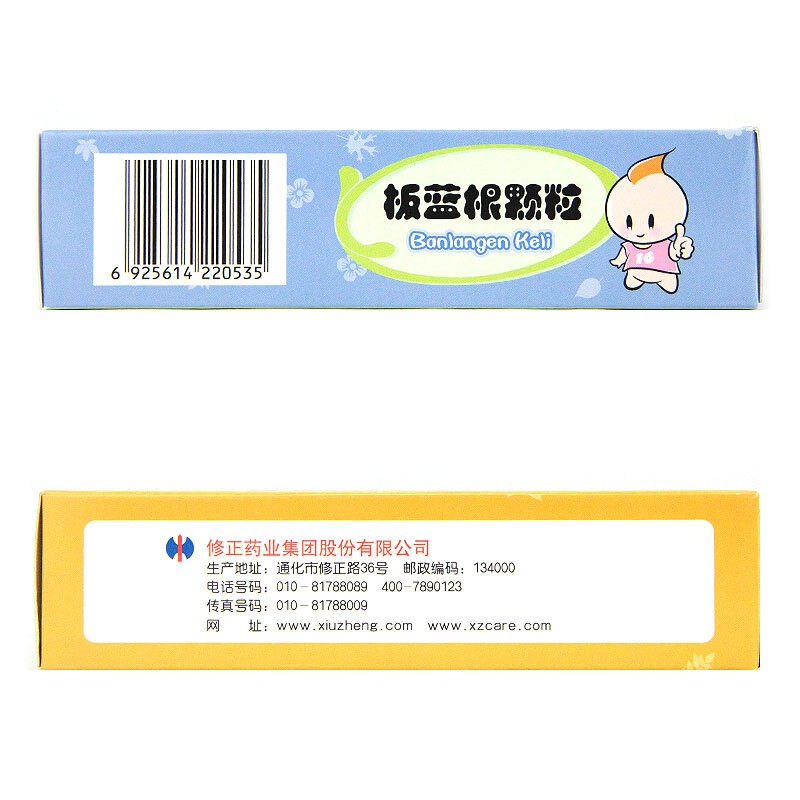 板蓝根颗粒
Banlangen Keli
16
6 925614 220535
修正药业集团股份有限公司
生产地址：通化市修正路36号 邮政编码：134000
电话号码：010-81788089 400-7890123
传真号码：010-81788009
网 址：www.xiuzheng.com www.xzcare.com